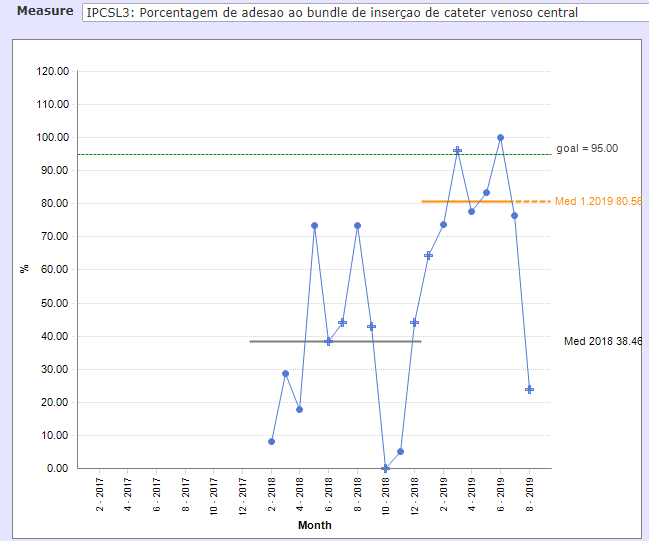 Measure IPCSL3: Porcentagem de adesao ao bundle de inserçao de cateter venoso central
120.00
110.00
100.00
goal = 95.00
90.00
80.00
Med 1.2019 80.56
70.00
60.00
%
50.00
40.00
Med 2018 38.46
30.00
20.00
10.00
0.00
2 - 2017
4 - 2017
6 - 2017
8 - 2017
10 - 2017
12 - 2017
2 - 2018
4 - 2018
6 - 2018
8 - 2018
10 - 2018
12 - 2018
2 - 2019
4 - 2019
6 - 2019
8 - 2019
Month